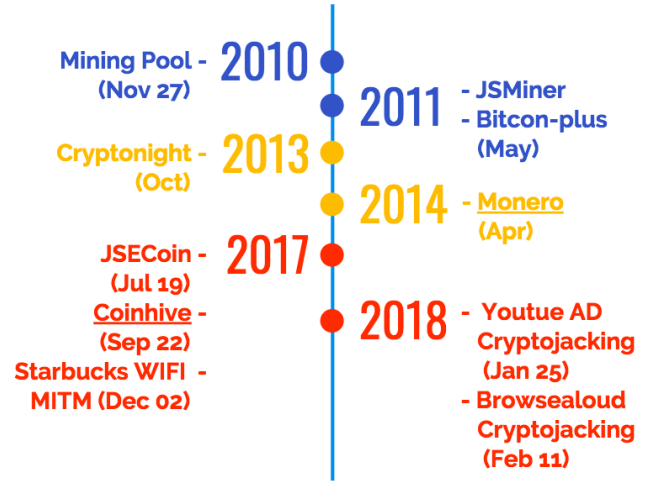 Mining Pool - 2010
(Nov 27)
2011 - JSMiner
- Bitcon-plus
(May)
Cryptonight - 2013
(Oct)
2014 - Monero
(Apr)
JSECoin - 2017
(Jul 19)
Coinhive -
(Sep 22)
Starbucks WIFI -
MITM (Dec 02)
2018 - Youtue AD
Cryptojacking
(Jan 25)
- Browsealoud
Cryptojacking
(Feb 11)